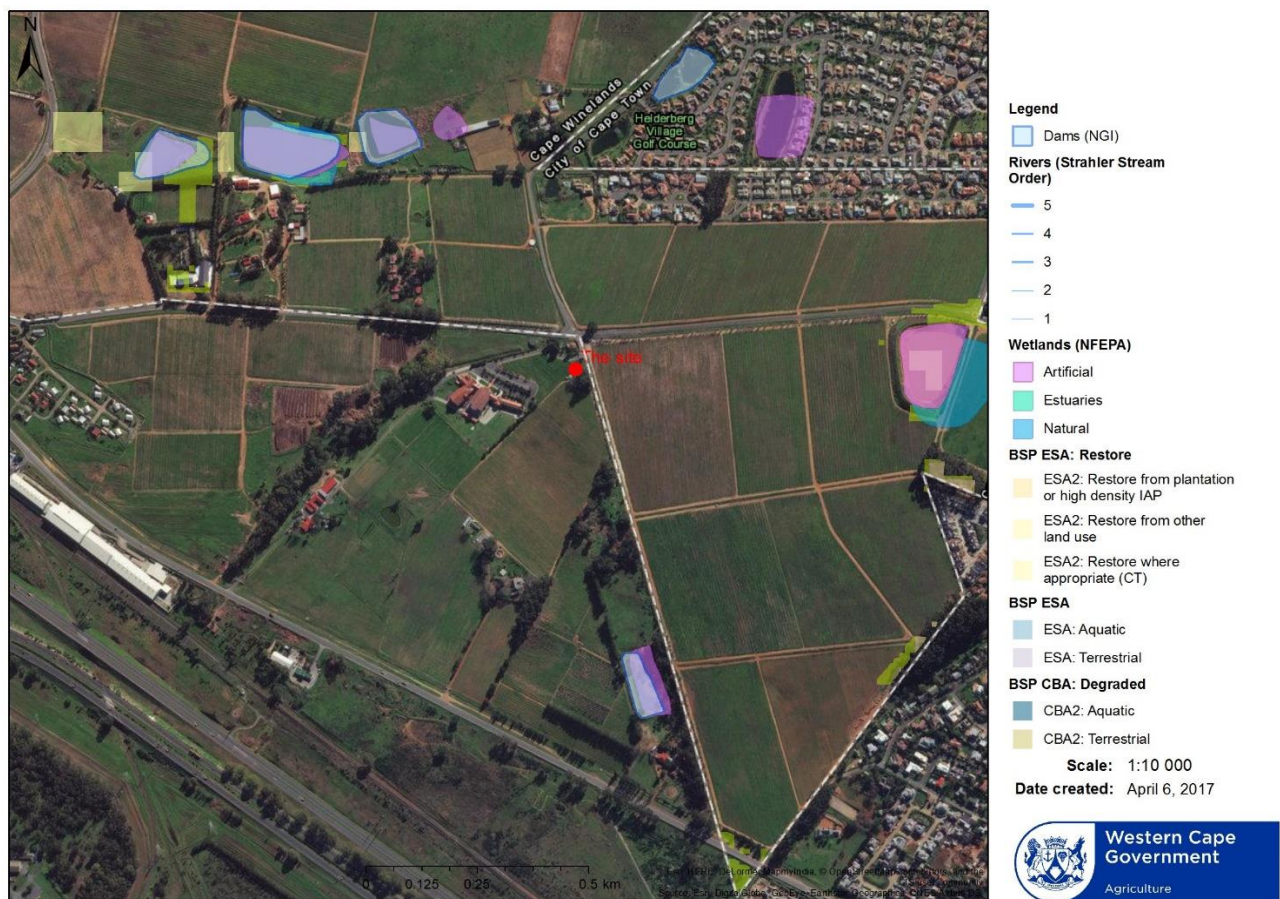 N
Cape Winelands
City of Cape Town
Helderberg
Village
Golf Course
The site
0 0.125 0.25 0.5 km
Legend
Dams (NGI)
Rivers (Strahler Stream
Order)
5
4
3
2
1
Wetlands (NFEPA)
Artificial
Estuaries
Natural
BSP ESA: Restore
ESA2: Restore from plantation
or high density IAP
ESA2: Restore from other
land use
ESA2: Restore where
appropriate (CT)
BSP ESA
ESA: Aquatic
ESA: Terrestrial
BSP CBA: Degraded
CBA2: Aquatic
CBA2: Terrestrial
Scale: 1:10 000
Date created: April 6, 2017
Western Cape
Government
Agriculture